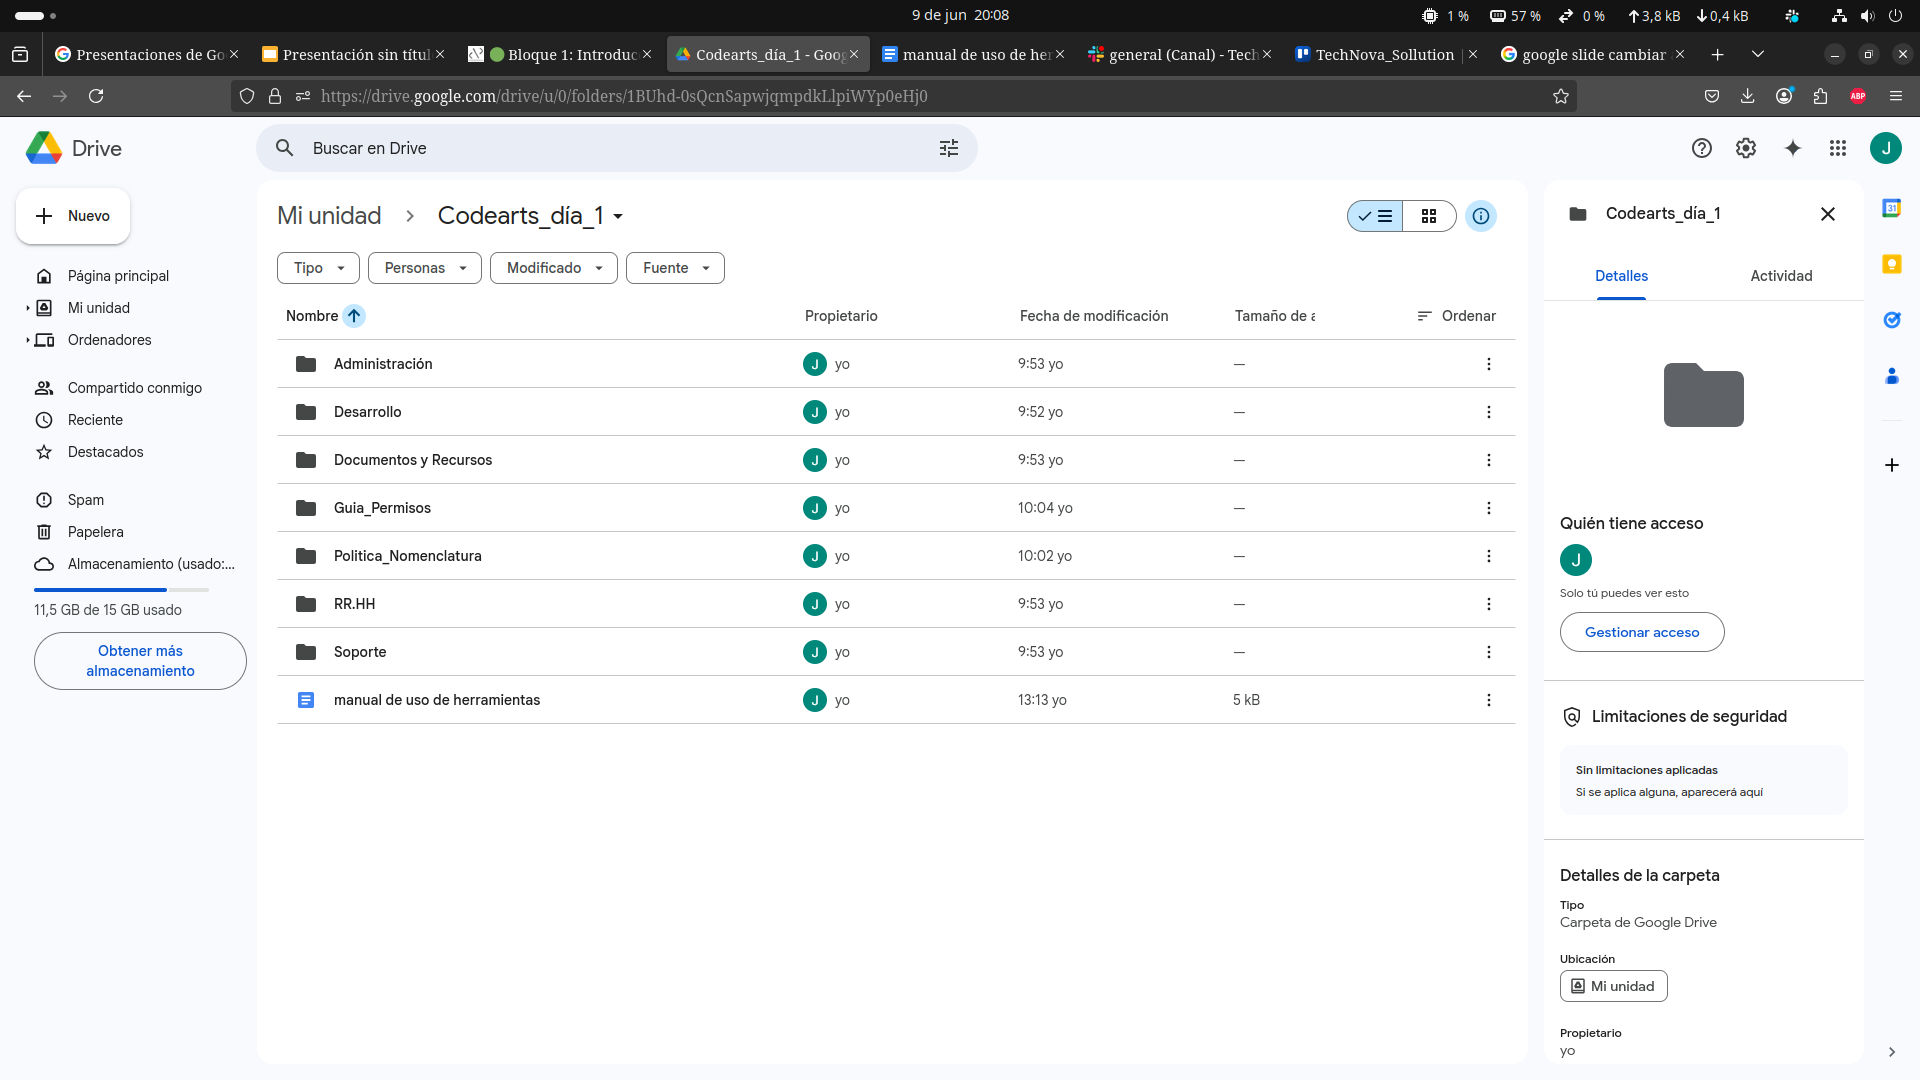 9 de jun 20:08
1 % 57 % 0 % 3,8 kB 0,4 kB
Presentaciones de Go
Presentación sin títul
Bloque 1: Introduc
Codearts_día_1 - Goog
manual de uso de her
general (Canal) - Tech
TechNova_Sollution |
google slide cambiar
https://drive.google.com/drive/u/0/folders/1BUhd-0sQcnSapwjqmpdkLlpiWYp0eHj0
ABP
Drive
Buscar en Drive
J
Nuevo
Página principal
Mi unidad
Ordenadores
Compartido conmigo
Reciente
Destacados
Spam
Papelera
Almacenamiento (usado:...
11,5 GB de 15 GB usado
Obtener más
almacenamiento
Mi unidad
Codearts_día_1
Tipo
Personas
Modificado
Fuente
Nombre Propietario Fecha de modificación Tamaño de a Ordenar
Administración J yo 9:53 yo —
Desarrollo J yo 9:52 yo —
Documentos y Recursos J yo 9:53 yo —
Guia_Permisos J yo 10:04 yo —
Politica_Nomenclatura J yo 10:02 yo —
RR.HH J yo 9:53 yo —
Soporte J yo 9:53 yo —
manual de uso de herramientas J yo 13:13 yo 5 kB
Codearts_día_1
Detalles
Actividad
Quién tiene acceso
J
Solo tú puedes ver esto
Gestionar acceso
Limitaciones de seguridad
Sin limitaciones aplicadas
Si se aplica alguna, aparecerá aquí
Detalles de la carpeta
Tipo
Carpeta de Google Drive
Ubicación
Mi unidad
Propietario
yo
31